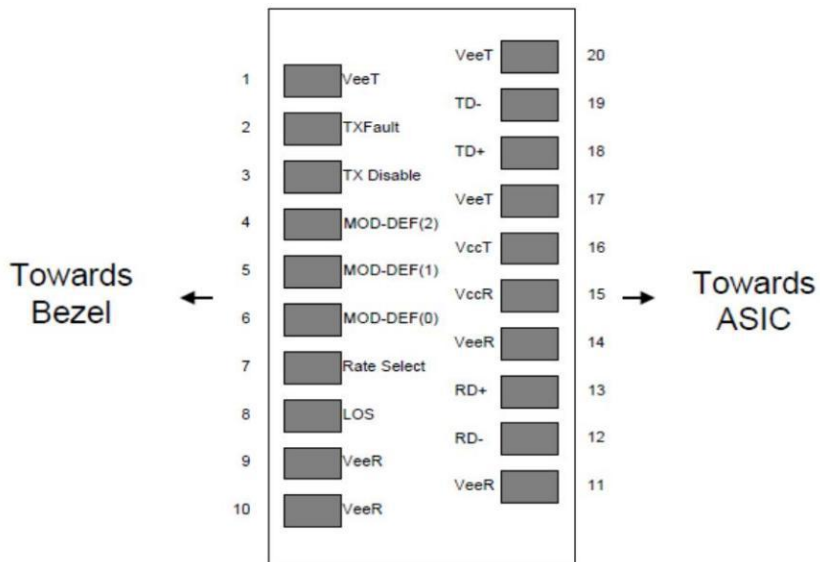 VeeT 20
1 VeeT
TD- 19
2 TXFault
TD+ 18
3 TX Disable
VeeT 17
4 MOD-DEF(2)
VccT 16
5 MOD-DEF(1)
VccR 15
6 MOD-DEF(0)
VeeR 14
7 Rate Select
RD+ 13
8 LOS
RD- 12
9 VeeR
VeeR 11
10 VeeR
Towards
Bezel
Towards
ASIC